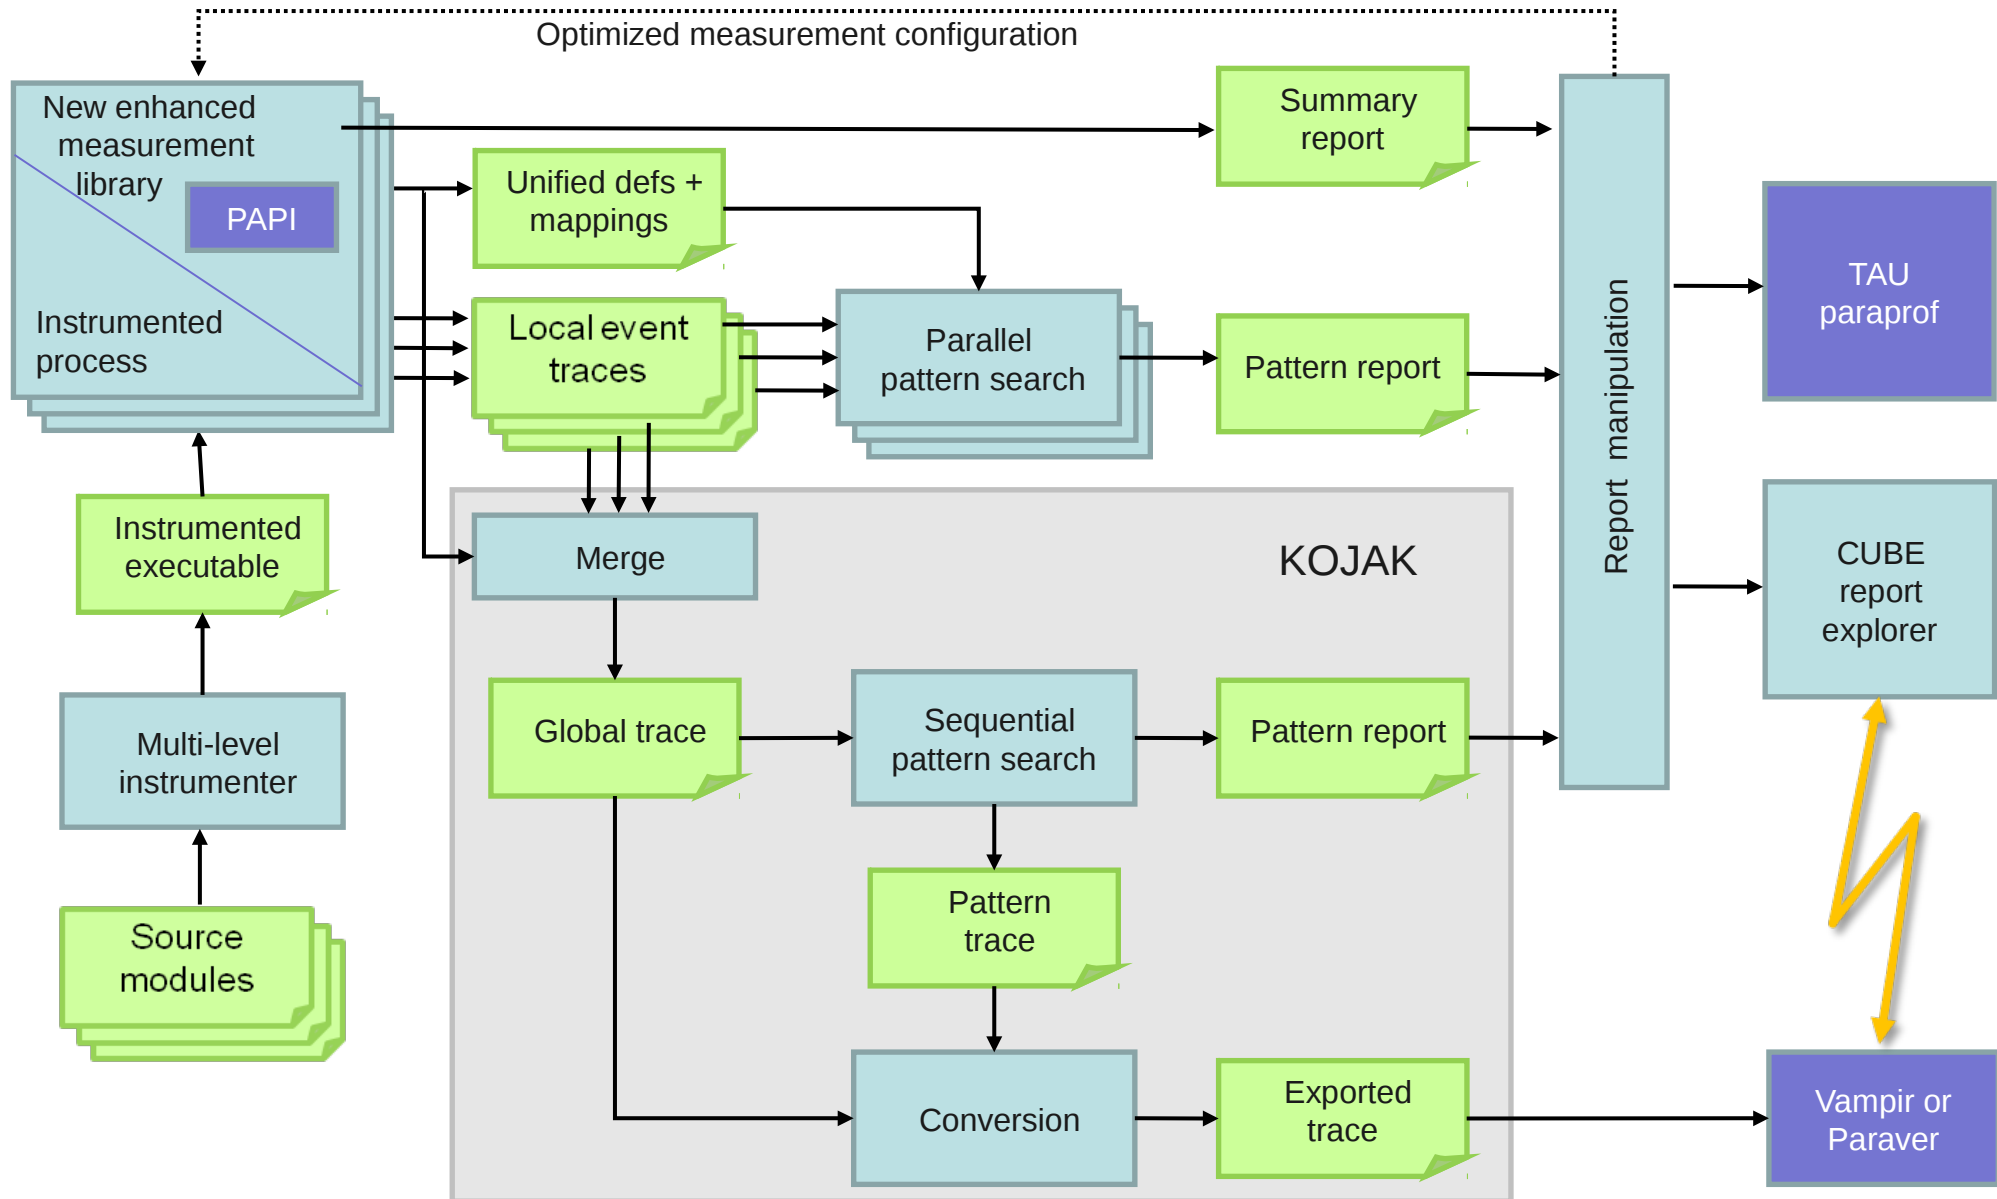 Optimized measurement configuration
New enhanced
measurement
library
PAPI
Instrumented
process
Summary
report
Unified defs +
mappings
Local event
traces
Parallel
pattern search
Pattern report
Report manipulation
TAU
paraprof
Instrumented
executable
Merge
KOJAK
CUBE
report
explorer
Multi-level
instrumenter
Global trace
Sequential
pattern search
Pattern report
Pattern
trace
Source
modules
Conversion
Exported
trace
Vampir or
Paraver